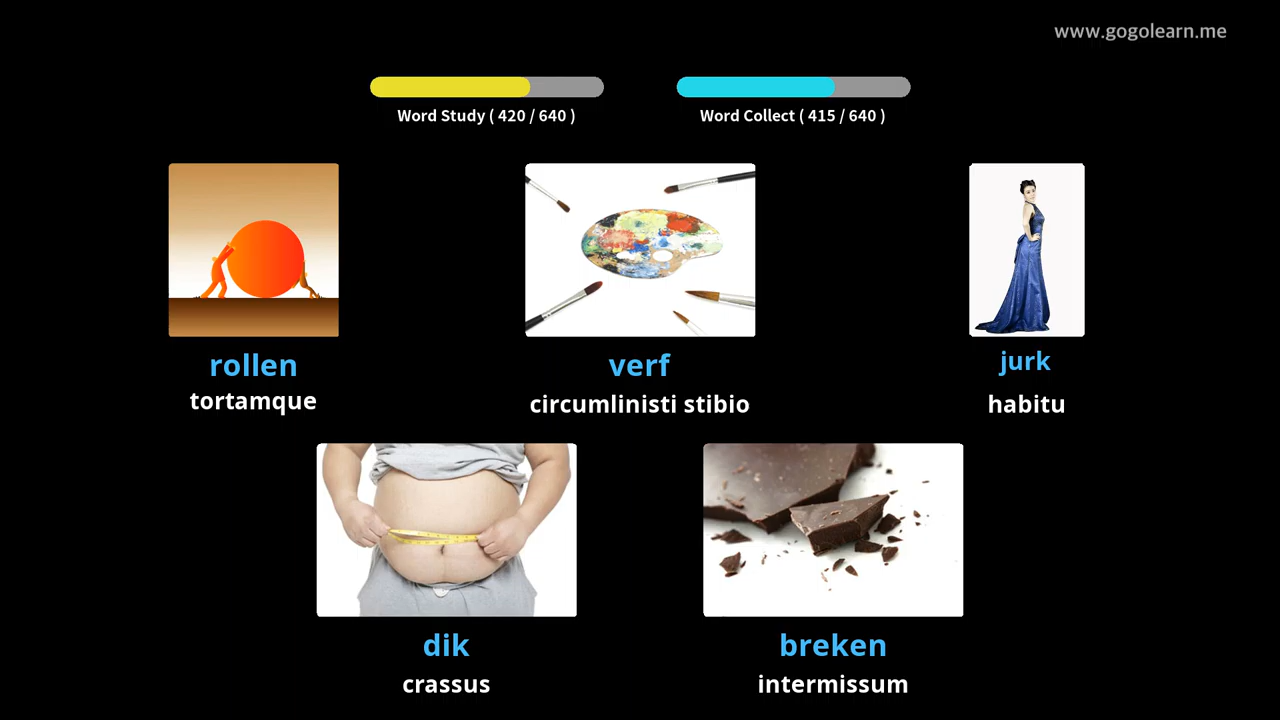 www.gogolearn.me
Word Study ( 420 / 640 )
Word Collect ( 415 / 640 )
rollen
tortamque
verf
circumlinisti stibio
jurk
habitu
dik
crassus
breken
intermissum